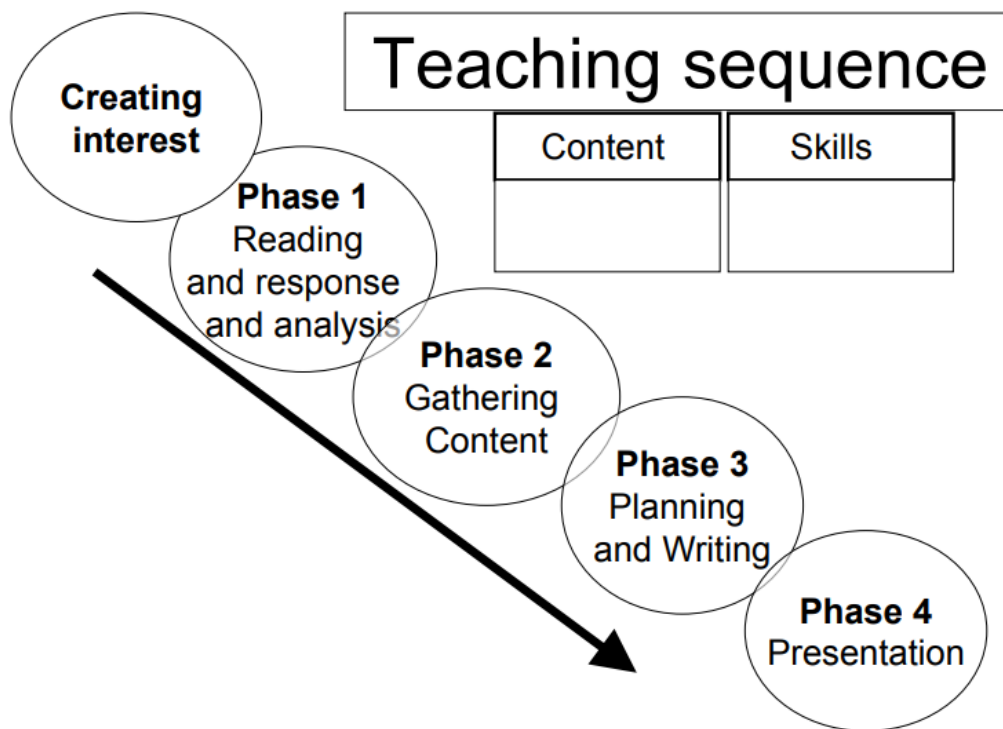 Teaching sequence
Content
Skills
Creating
interest
Phase 1
Reading
and response
and analysis
Phase 2
Gathering
Content
Phase 3
Planning
and Writing
Phase 4
Presentation